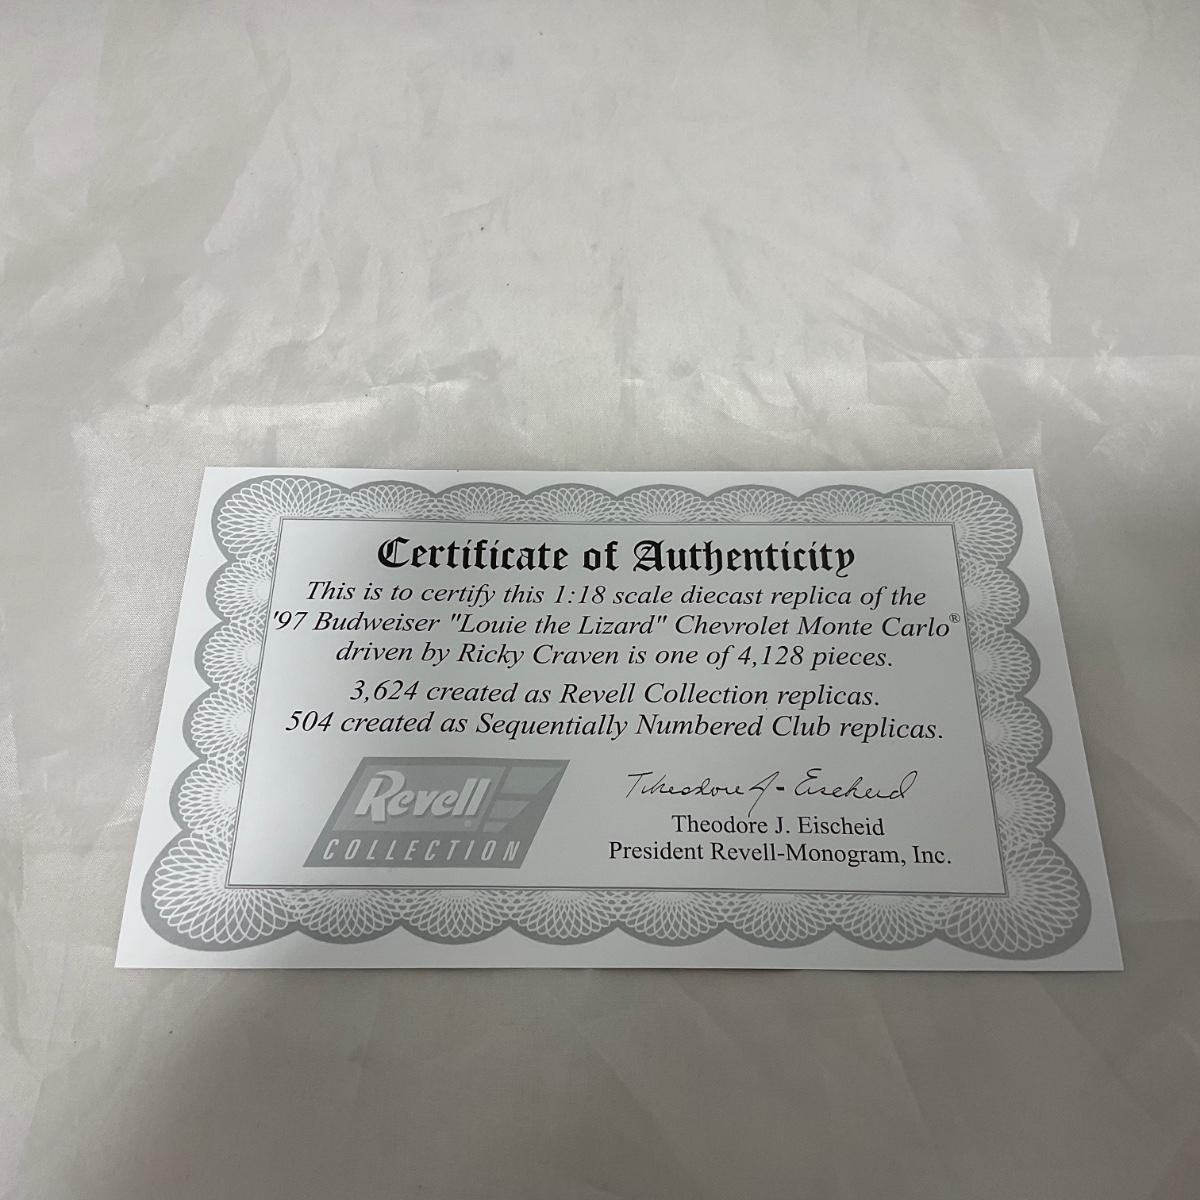 Certificate of Authenticity
This is to certify this 1:18 scale diecast replica of the
'97 Budweiser "Louie the Lizard" Chevrolet Monte Carlo®
driven by Ricky Craven is one of 4,128 pieces.
3,624 created as Revell Collection replicas.
504 created as Sequentially Numbered Club replicas.
Revell
COLLECTION
Theodore J. Eischeid
Theodore J. Eischeid
President Revell-Monogram, Inc.